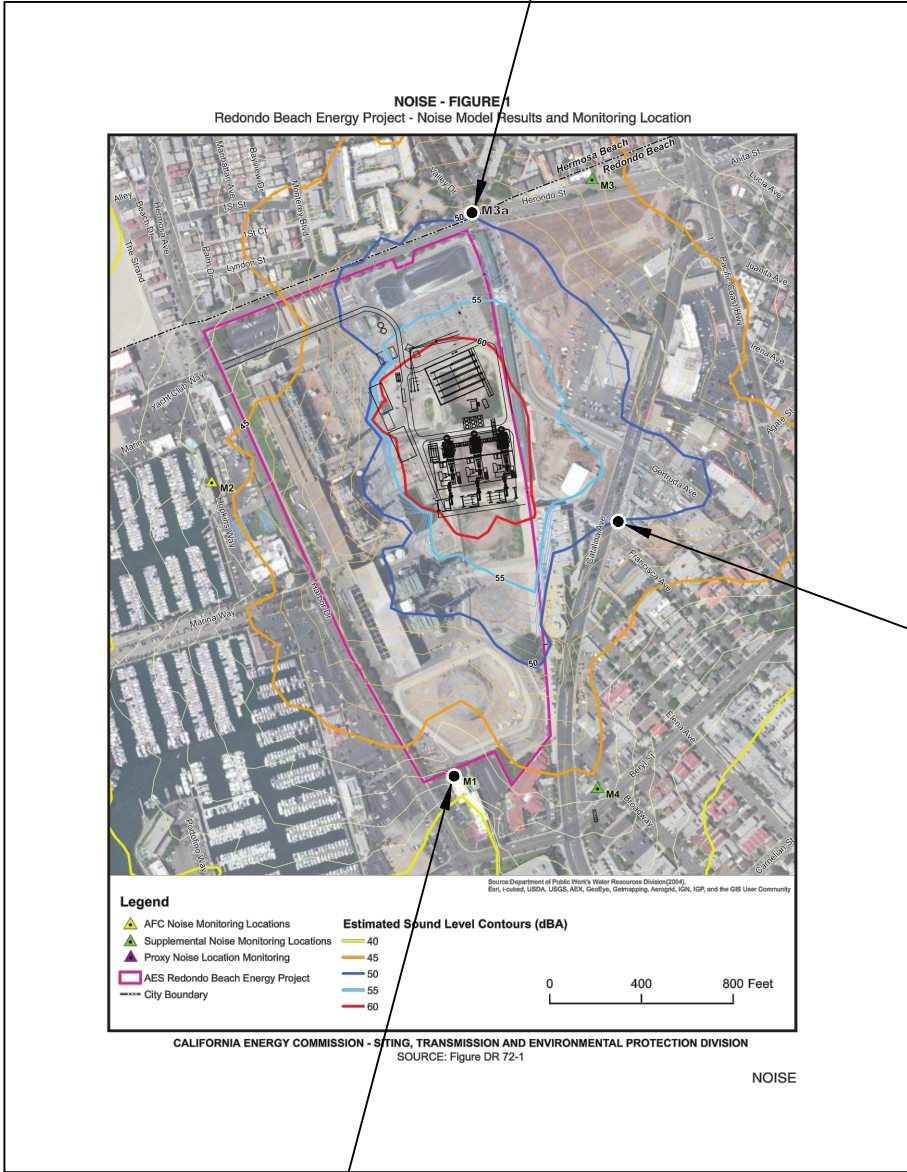 NOISE - FIGURE 1
Redondo Beach Energy Project - Noise Model Results and Monitoring Location
Hermosa Beach
Redondo Beach
Anita St
Lucia Ave
Juanita Ave
Irena Ave
Agate St
Pacific Coast Hwy
Manhattan Ave
Bayview Dr
Monterey Blvd
Valley Dr
Herondo St
M3
M3a
50
Alley
Beach Dr
Hermosa Ave
The Strand
Palm Dr
1st St
1St Ct
Lyndon St
55
60
Yacht Club Way
45
Marina
M2
Hopkins Way
Gertruda Ave
Catalina Ave
Francisca Ave
55
Harbor Dr
Marina Way
50
Elena Ave
Beryl St
M1
M4
Broadway
Portofino Way
Carnelian St
Source:Department of Public Work's Water Resources Division(2004).
Esri, i-cubed, USDA, USGS, AEX, GeoEye, Getmapping, Aerogrid, IGN, IGP, and the GIS User Community
Legend
AFC Noise Monitoring Locations
Supplemental Noise Monitoring Locations
Proxy Noise Location Monitoring
AES Redondo Beach Energy Project
City Boundary
Estimated Sound Level Contours (dBA)
40
45
50
55
60
0 400 800 Feet
CALIFORNIA ENERGY COMMISSION - SITING, TRANSMISSION AND ENVIRONMENTAL PROTECTION DIVISION
SOURCE: Figure DR 72-1
NOISE